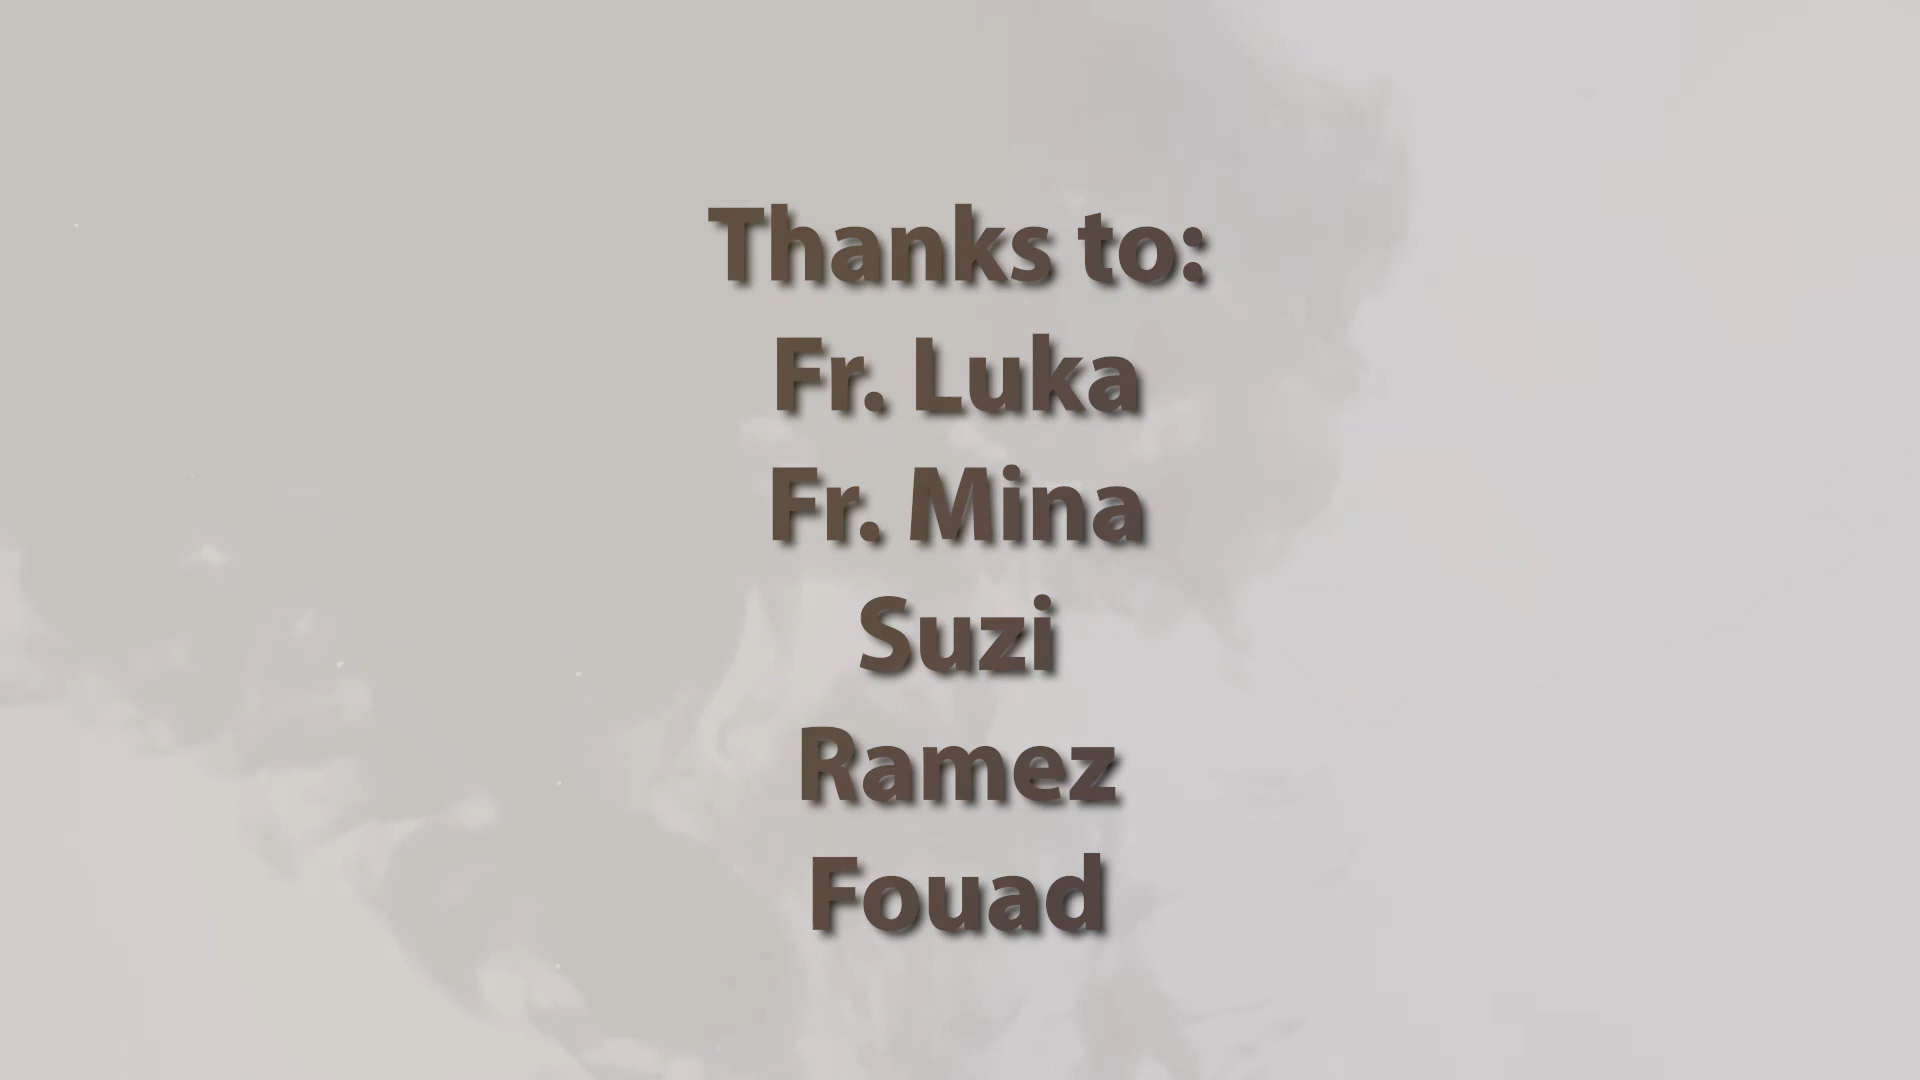 Thanks to:
Fr. Luka
Fr. Mina
Suzi
Ramez
Fouad